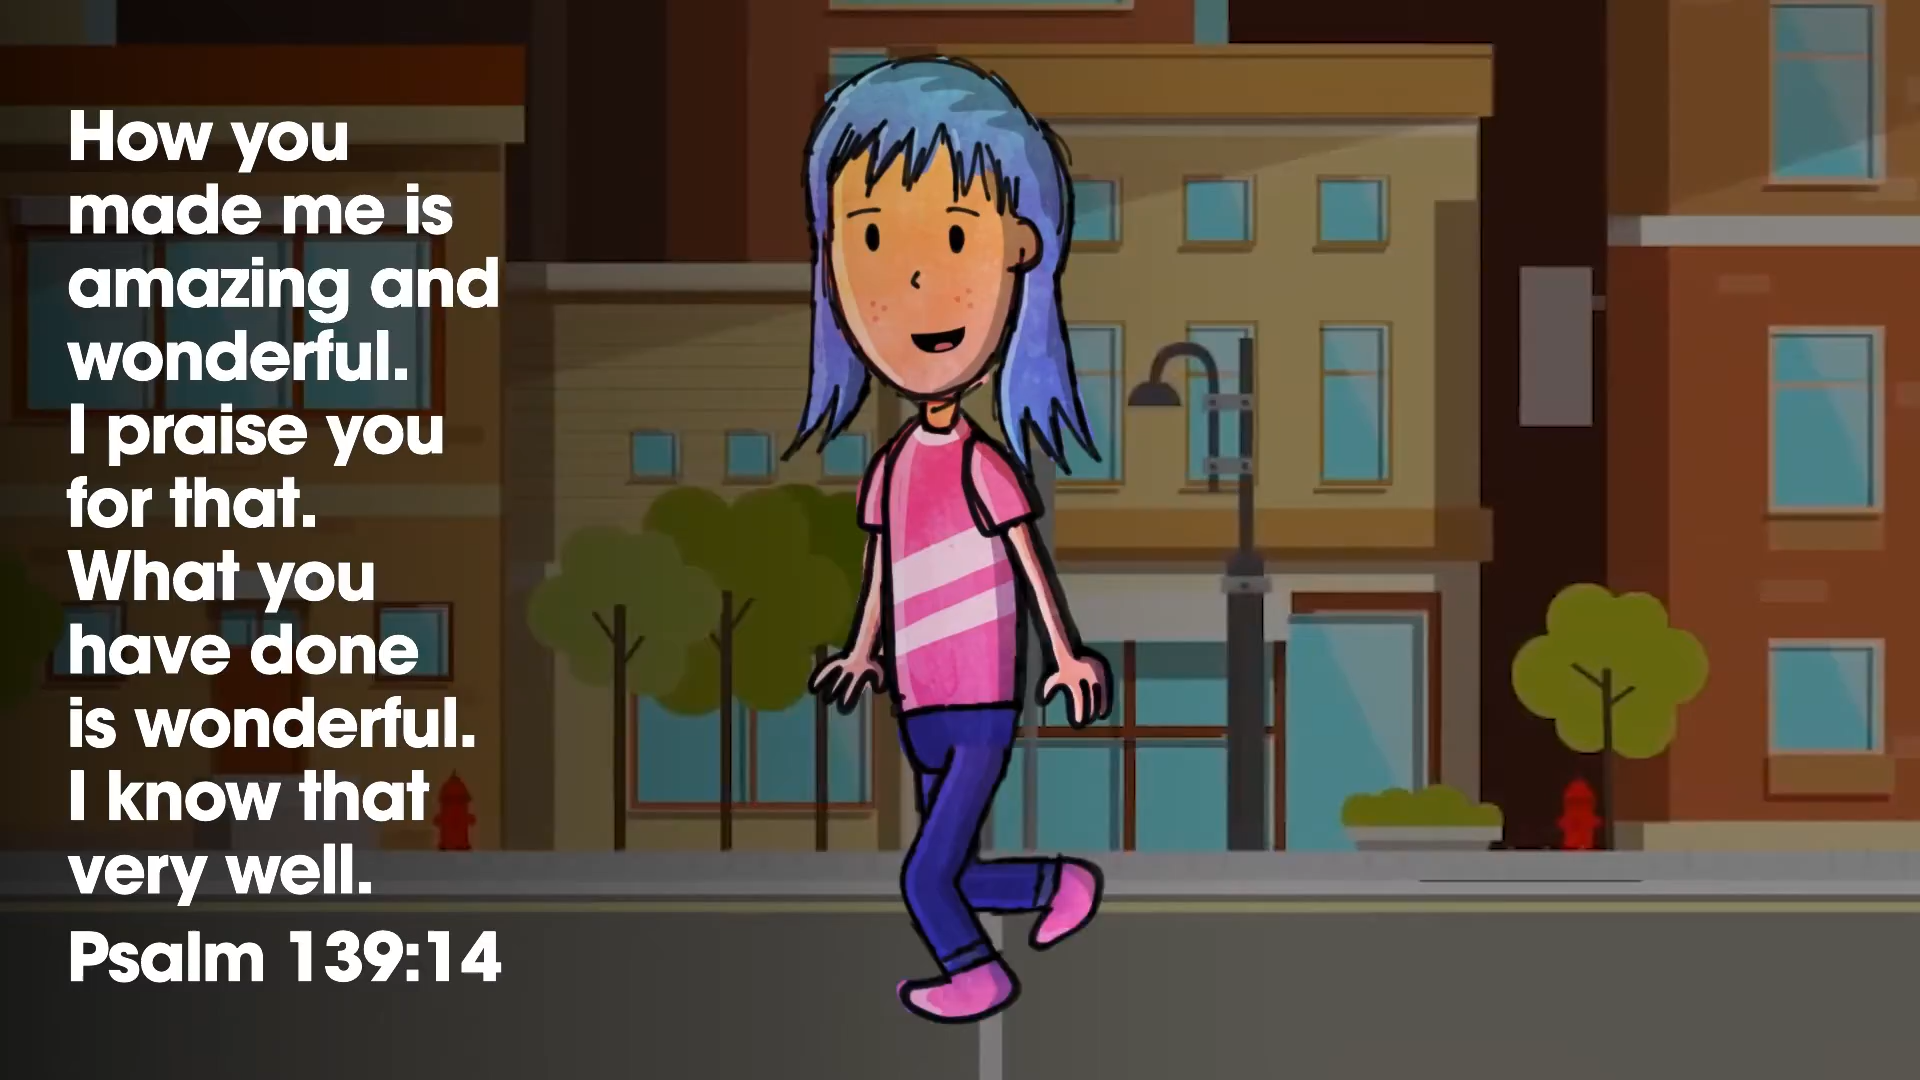 How you
made me is
amazing and
wonderful.
I praise you
for that.
What you
have done
is wonderful.
I know that
very well.
Psalm 139:14